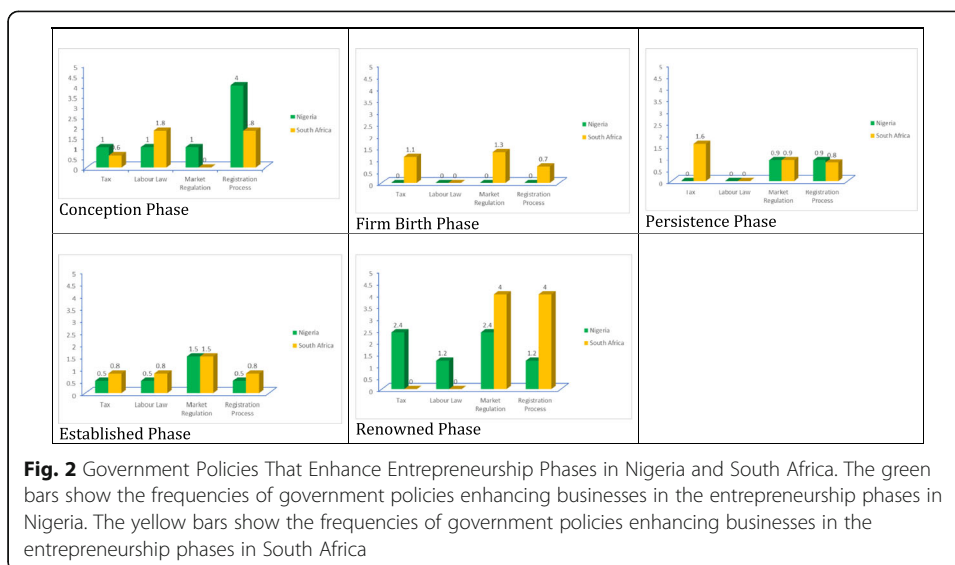 5
4.5
4
3.5
3
2.5
2
1.5
1
0.5
0
1
0.6
1
1.8
1
0
4
1.8
Tax
Labour Law
Market
Regulation
Registration
Process
Nigeria
South Africa
Conception Phase
5
4.5
4
3.5
3
2.5
2
1.5
1
0.5
0
0
1.1
0
0
0
1.3
0
0.7
Tax
Labour Law
Market
Regulation
Registration
Process
Nigeria
South Africa
Firm Birth Phase
5
4.5
4
3.5
3
2.5
2
1.5
1
0.5
0
0
1.6
0
0
0.9
0.9
0.9
0.8
Tax
Labour Law
Market
Regulation
Registration
Process
Nigeria
South Africa
Persistence Phase
5
4.5
4
3.5
3
2.5
2
1.5
1
0.5
0
0.5
0.8
0.5
0.8
1.5
1.5
0.5
0.8
Tax
Labour Law
Market
Regulation
Registration
Process
Nigeria
South Africa
Established Phase
5
4.5
4
3.5
3
2.5
2
1.5
1
0.5
0
2.4
0
1.2
0
2.4
4
1.2
4
Tax
Labour Law
Market
Regulation
Registration
Process
Nigeria
South Africa
Renowned Phase
Fig. 2 Government Policies That Enhance Entrepreneurship Phases in Nigeria and South Africa. The green
bars show the frequencies of government policies enhancing businesses in the entrepreneurship phases in
Nigeria. The yellow bars show the frequencies of government policies enhancing businesses in the
entrepreneurship phases in South Africa